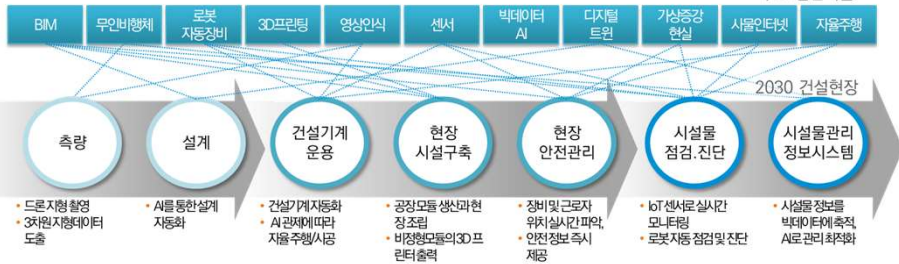 BIM
무인비행체
로봇
자동장비
3D프린팅
영상인식
센서
빅데이터
AI
디지털
트윈
가상증강
현실
사물인터넷
자율주행
2030 건설현장
측량
설계
건설기계
운용
현장
시설구축
현장
안전관리
시설물
점검.진단
시설물관리
정보시스템
• 드론 지형 촬영
• 3차원 지형데이터
도출
• AI를 통한 설계
자동화
• 건설기계 자동화
• AI 관제에 따라
자율 주행/시공
• 공장 모듈 생산과 현
장 조립
• 비정형모듈의 3D 프
린터 출력
• 장비 및 근로자
위치 실시간 파악,
• 안전 정보 즉시
제공
• IoT 센서로 실시간
모니터링
• 로봇 자동 점검 및 진단
• 시설물 정보를
빅데이터에 축적,
AI로 관리 최적화